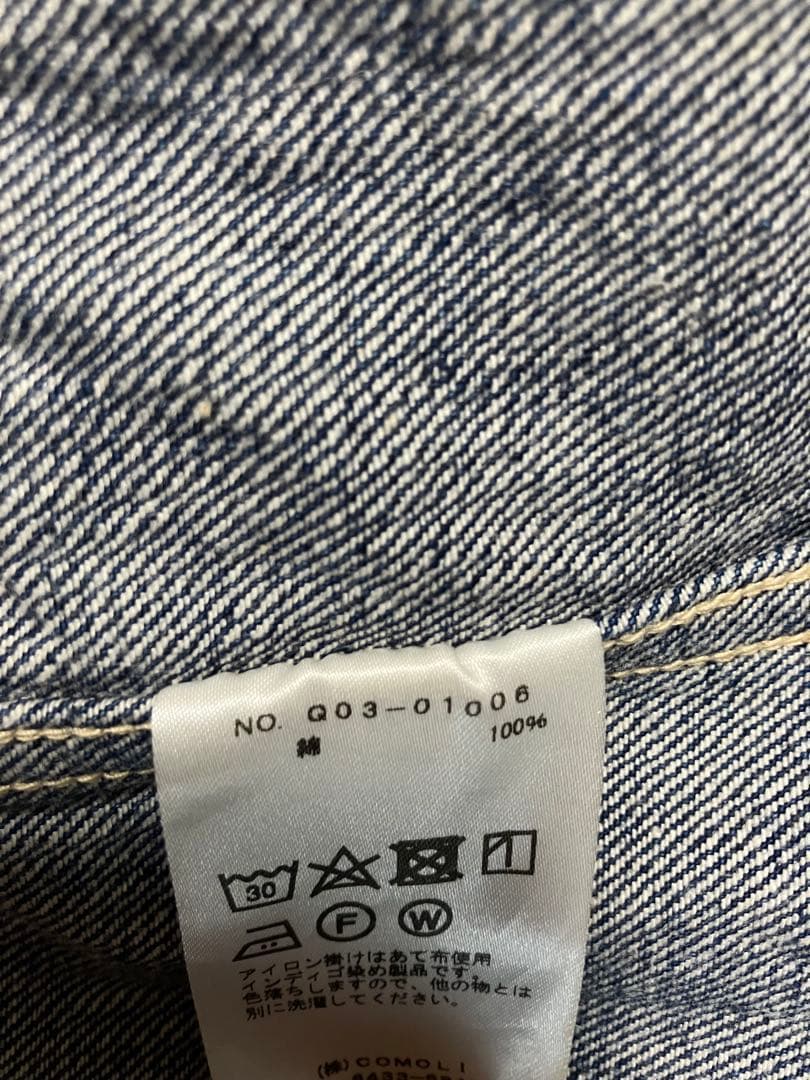 NO. Q03-01006
綿 100%
30
F W
アイロン掛けはあて布使用
インディゴ染め製品です。
色落ちしますので、他の物とは
別に洗濯してください。
(株)COMOLI